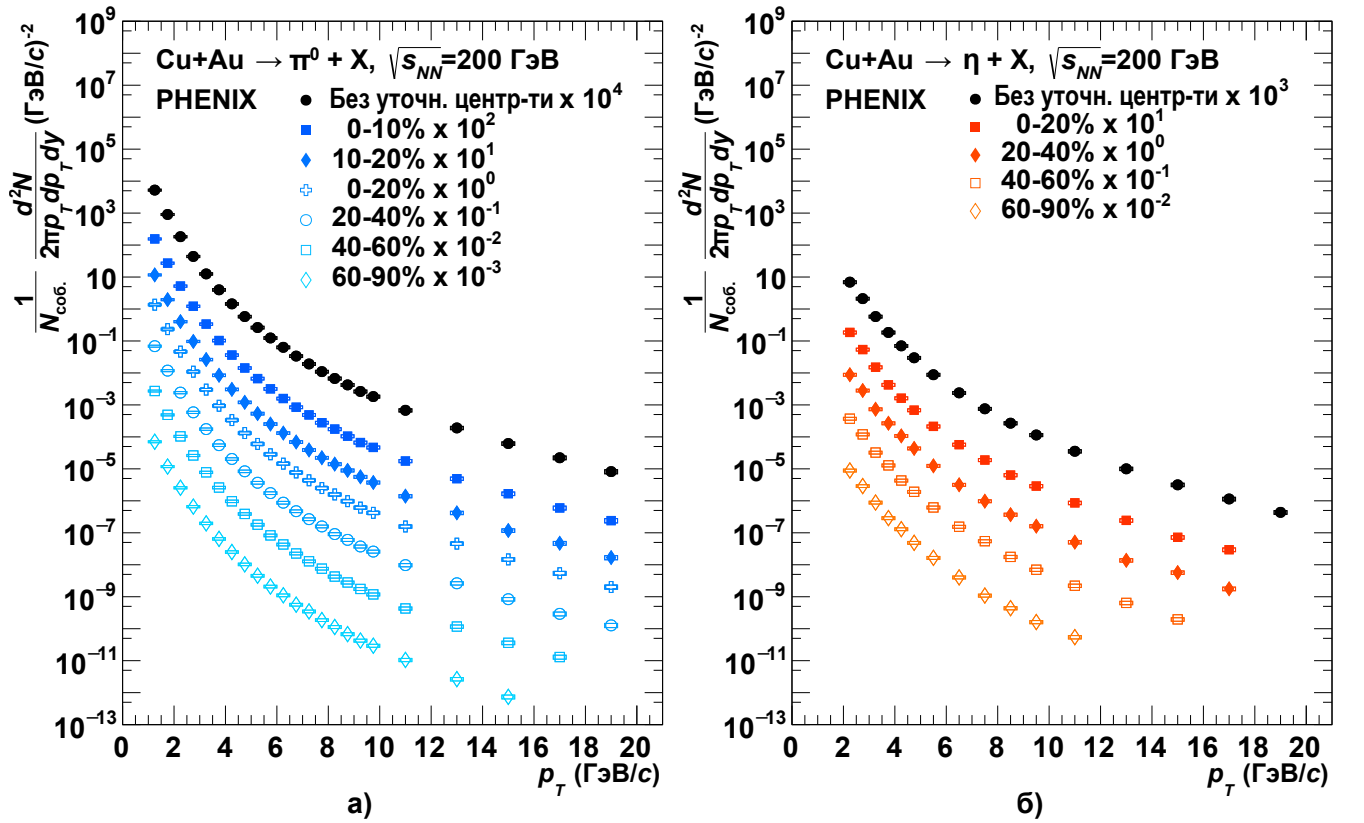 Cu+Au → π⁰ + X, √s_NN=200 ГэВ
PHENIX
Без уточн. центр-ти x 10⁴
0-10% x 10²
10-20% x 10¹
0-20% x 10⁰
20-40% x 10⁻¹
40-60% x 10⁻²
60-90% x 10⁻³
1/N_соб. d²N/2πp_T dp_T dy (ГэВ/c)⁻²
10⁹
10⁷
10⁵
10³
10
10⁻¹
10⁻³
10⁻⁵
10⁻⁷
10⁻⁹
10⁻¹¹
10⁻¹³
0 2 4 6 8 10 12 14 16 18 20
p_T (ГэВ/c)
а)
Cu+Au → η + X, √s_NN=200 ГэВ
PHENIX
Без уточн. центр-ти x 10³
0-20% x 10¹
20-40% x 10⁰
40-60% x 10⁻¹
60-90% x 10⁻²
1/N_соб. d²N/2πp_T dp_T dy (ГэВ/c)⁻²
10⁹
10⁷
10⁵
10³
10
10⁻¹
10⁻³
10⁻⁵
10⁻⁷
10⁻⁹
10⁻¹¹
10⁻¹³
0 2 4 6 8 10 12 14 16 18 20
p_T (ГэВ/c)
б)